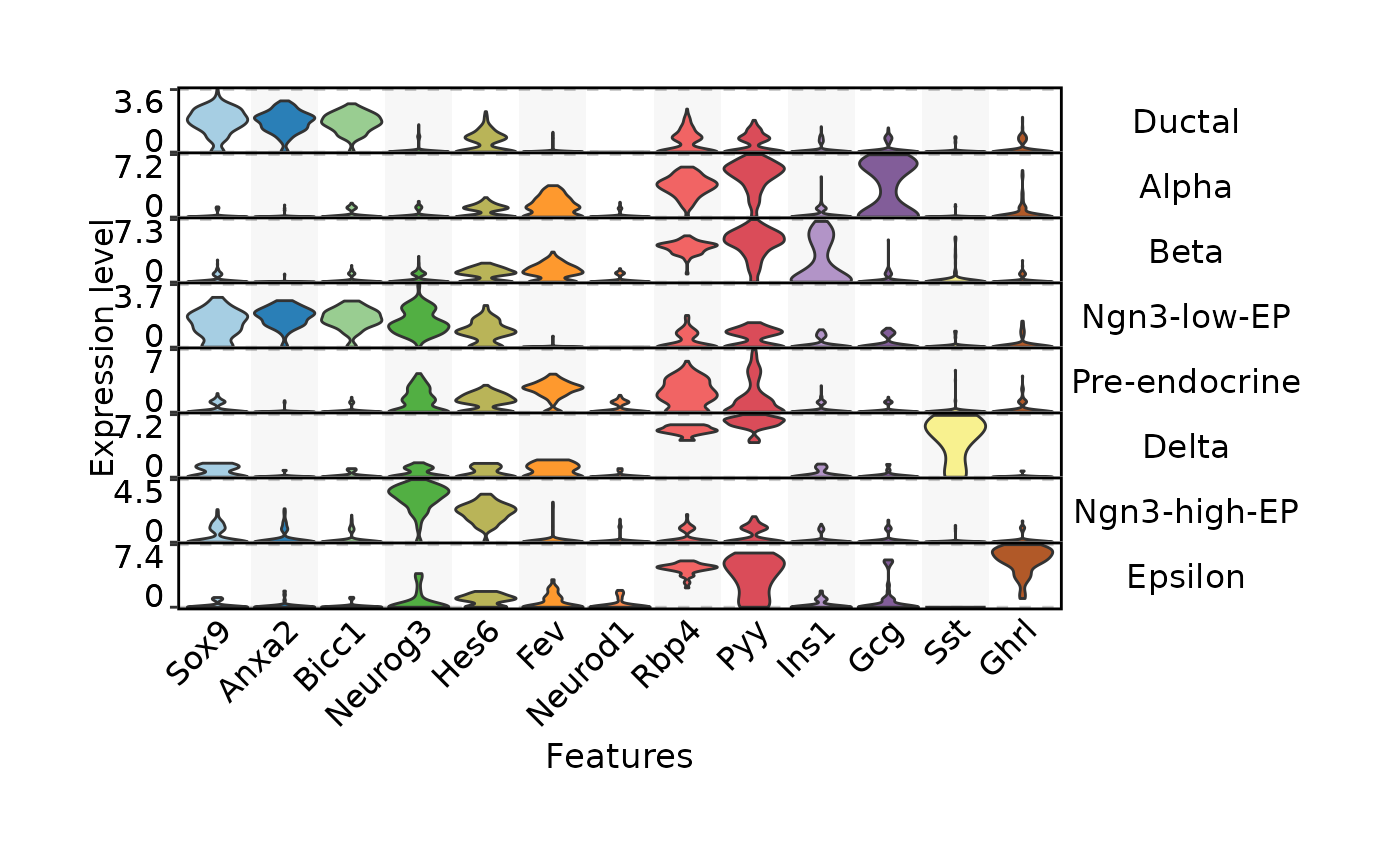 3.6
0
Ductal
7.2
0
Alpha
7.3
0
Beta
3.7
0
Ngn3-low-EP
7
0
Pre-endocrine
7.2
0
Delta
4.5
0
Ngn3-high-EP
7.4
0
Epsilon
Expression level
Sox9
Anxa2
Bicc1
Neurog3
Hes6
Fev
Neurod1
Rbp4
Pyy
Ins1
Gcg
Sst
Ghrl
Features